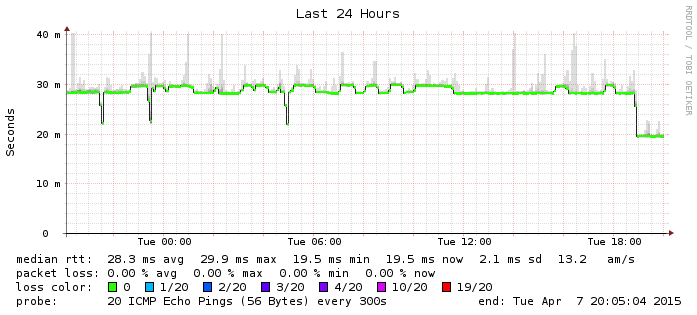 Last 24 Hours
RRDTOOL / TOBI OETIKER
Seconds
40 m
30 m
20 m
10 m
0
Tue 00:00 Tue 06:00 Tue 12:00 Tue 18:00
median rtt: 28.3 ms avg 29.9 ms max 19.5 ms min 19.5 ms now 2.1 ms sd 13.2 am/s
packet loss: 0.00 % avg 0.00 % max 0.00 % min 0.00 % now
loss color: 0 1/20 2/20 3/20 4/20 10/20 19/20
probe: 20 ICMP Echo Pings (56 Bytes) every 300s end: Tue Apr 7 20:05:04 2015